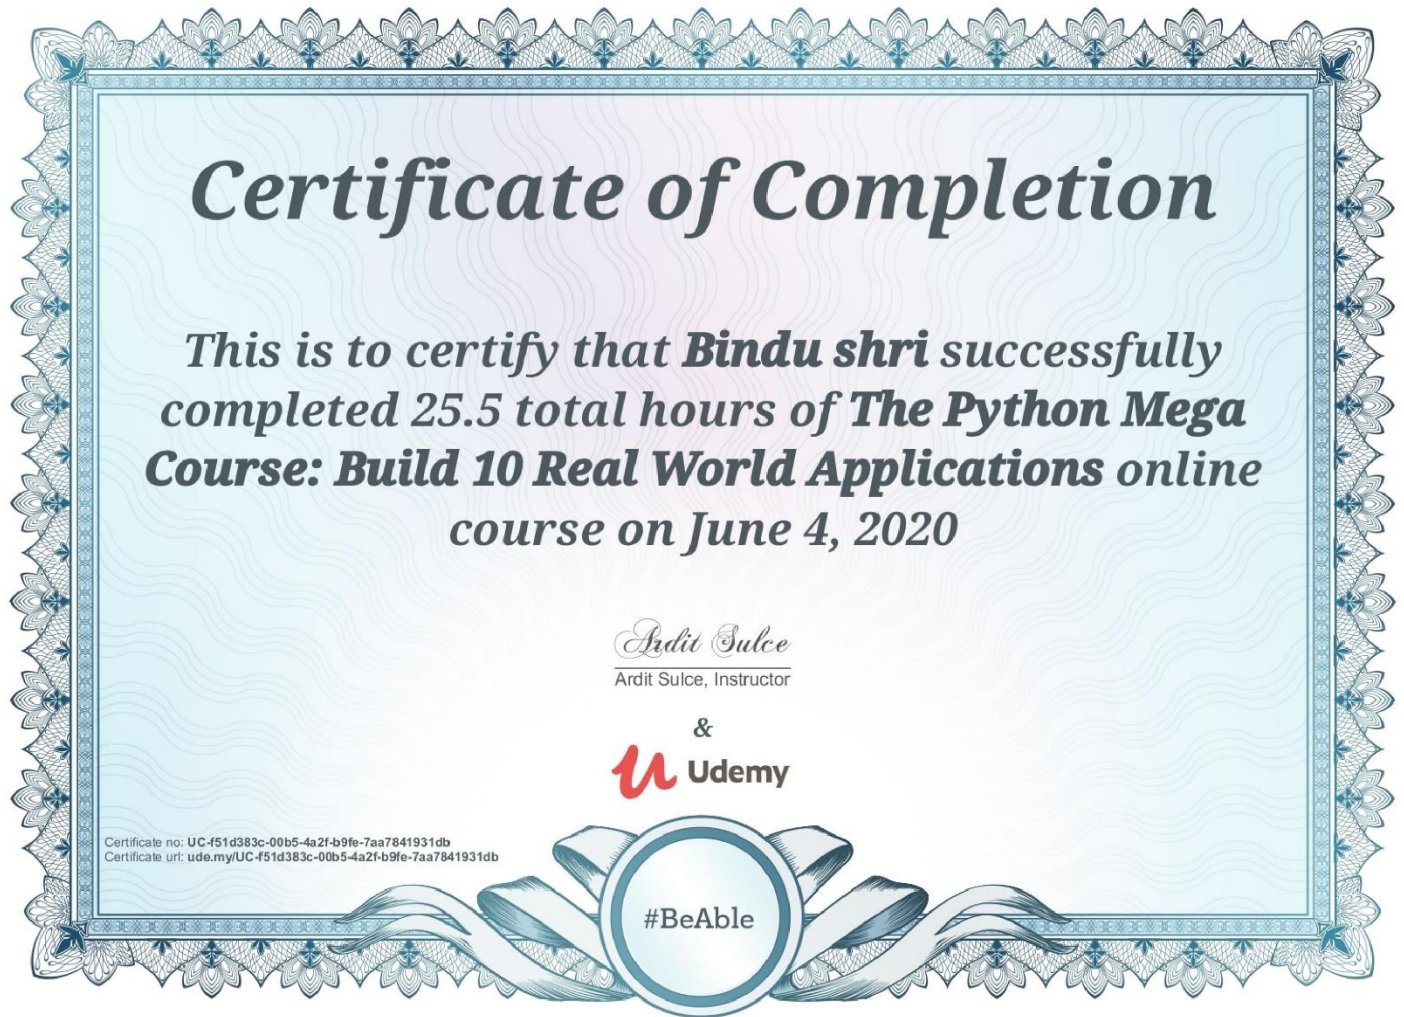 Certificate of Completion
This is to certify that Bindu shri successfully
completed 25.5 total hours of The Python Mega
Course: Build 10 Real World Applications online
course on June 4, 2020
Ardit Sulce
Ardit Sulce, Instructor
&
Udemy
Certificate no: UC-f51d383c-00b5-4a2f-b9fe-7aa7841931db
Certificate url: ude.my/UC-f51d383c-00b5-4a2f-b9fe-7aa7841931db
#BeAble